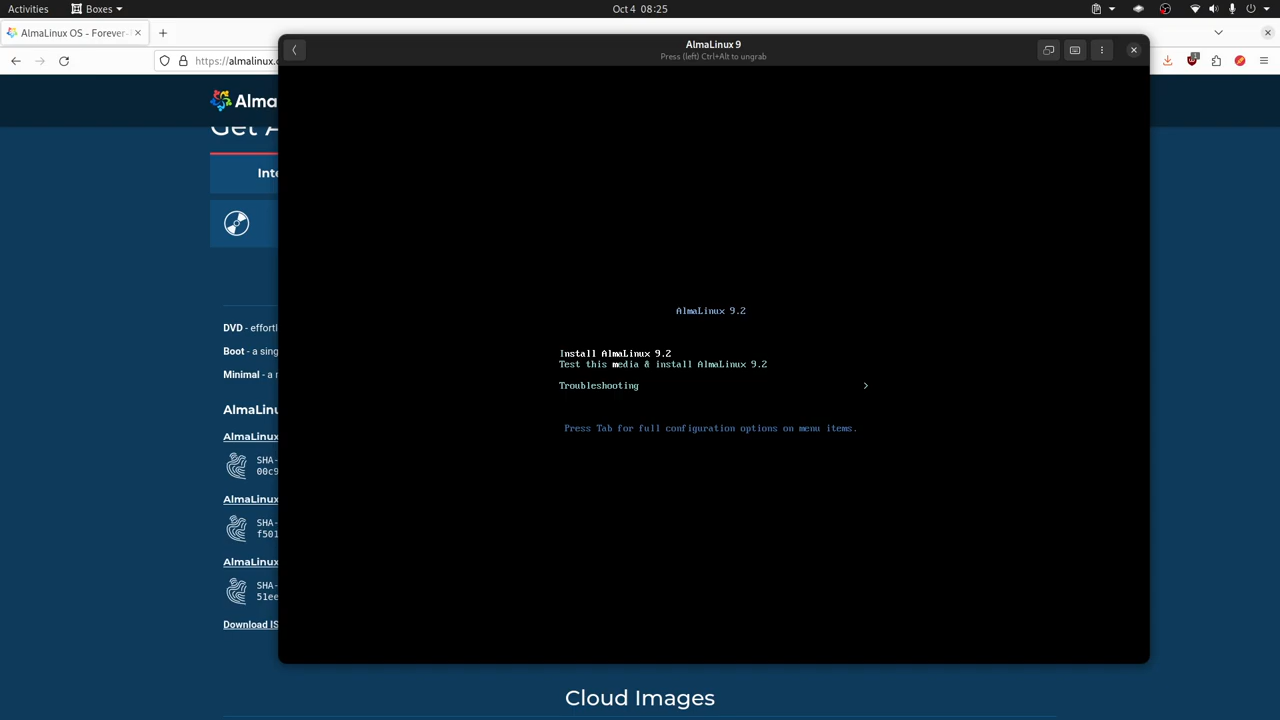 Activities
Boxes
Oct 4 08:25
AlmaLinux OS - Forever-
https://almalinux.o
1
Alma
Get A
Inte
DVD - effortl
Boot - a sing
Minimal - a r
AlmaLinu
AlmaLinux
SHA-
00c9
AlmaLinux
SHA-
f501
AlmaLinux
SHA-
51ee
Download IS
Cloud Images
AlmaLinux 9
Press (left) Ctrl+Alt to ungrab
AlmaLinux 9.2
Install AlmaLinux 9.2
Test this media & install AlmaLinux 9.2
Troubleshooting >
Press Tab for full configuration options on menu items.